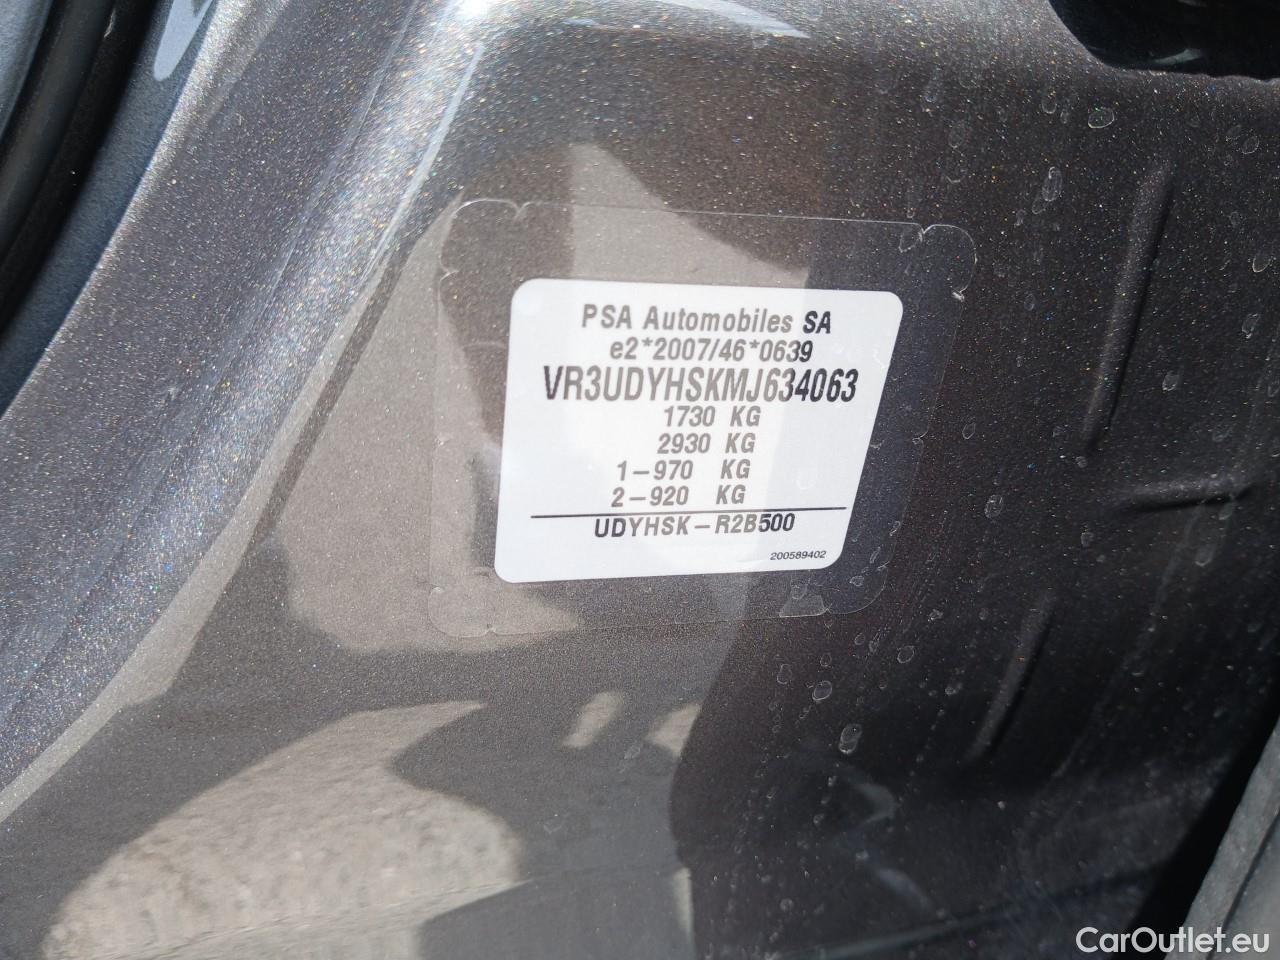 PSA Automobiles SA
e2*2007/46*0639
VR3UDYHSKMJ634063
1730 KG
2930 KG
1-970 KG
2-920 KG
UDYHSK-R2B500
200589402
CarOutlet.eu